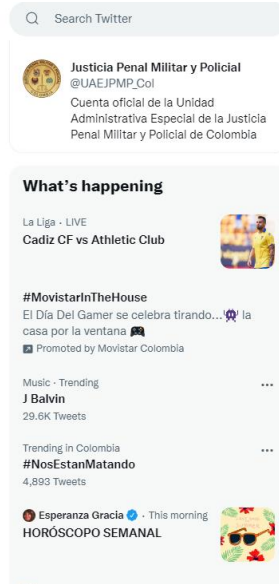 Search Twitter
Justicia Penal Militar y Policial
@UAEJPMP_Col
Cuenta oficial de la Unidad
Administrativa Especial de la Justicia
Penal Militar y Policial de Colombia
What's happening
La Liga · LIVE
Cadiz CF vs Athletic Club
#MovistarInTheHouse
El Día Del Gamer se celebra tirando...👾 la
casa por la ventana 🎮
Promoted by Movistar Colombia
Music · Trending
J Balvin
29.6K Tweets
Trending in Colombia
#NosEstanMatando
4,893 Tweets
Esperanza Gracia · This morning
HORÓSCOPO SEMANAL